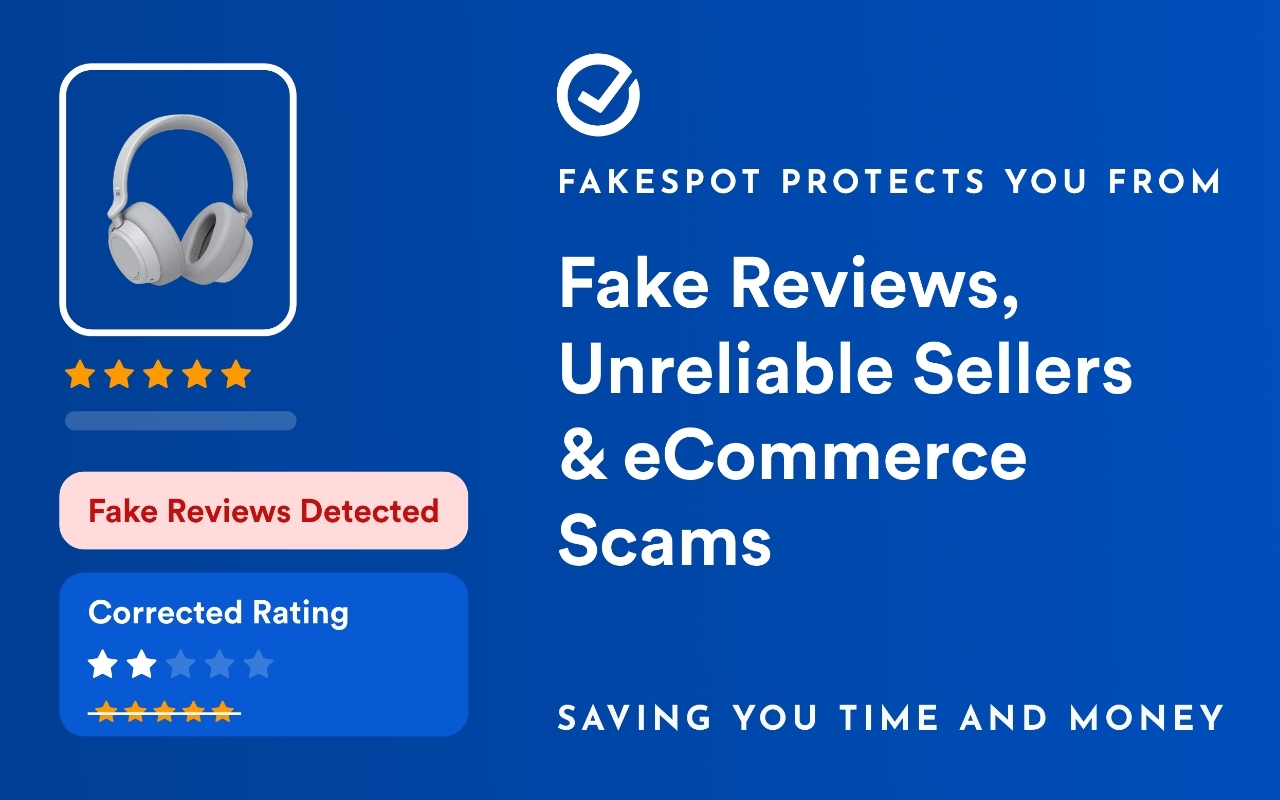 FAKESPOT PROTECTS YOU FROM
Fake Reviews,
Unreliable Sellers
& eCommerce
Scams
SAVING YOU TIME AND MONEY
Fake Reviews Detected
Corrected Rating